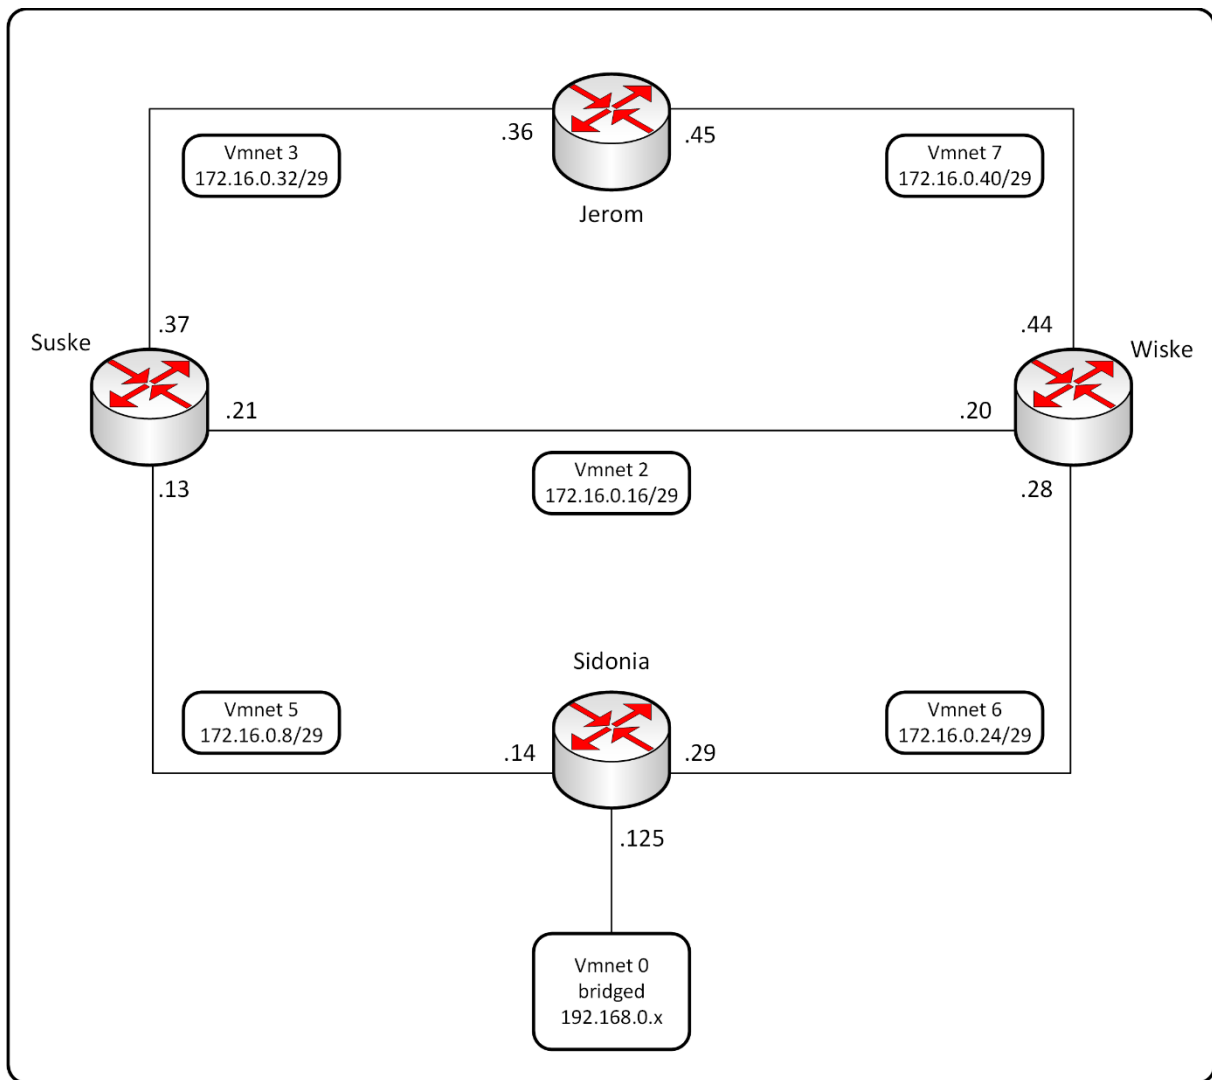 .36
.45
Vmnet 3
172.16.0.32/29
Vmnet 7
172.16.0.40/29
Jerom
.37
.44
Suske
Wiske
.21
.20
Vmnet 2
172.16.0.16/29
.13
.28
Sidonia
Vmnet 5
172.16.0.8/29
Vmnet 6
172.16.0.24/29
.14
.29
.125
Vmnet 0
bridged
192.168.0.x